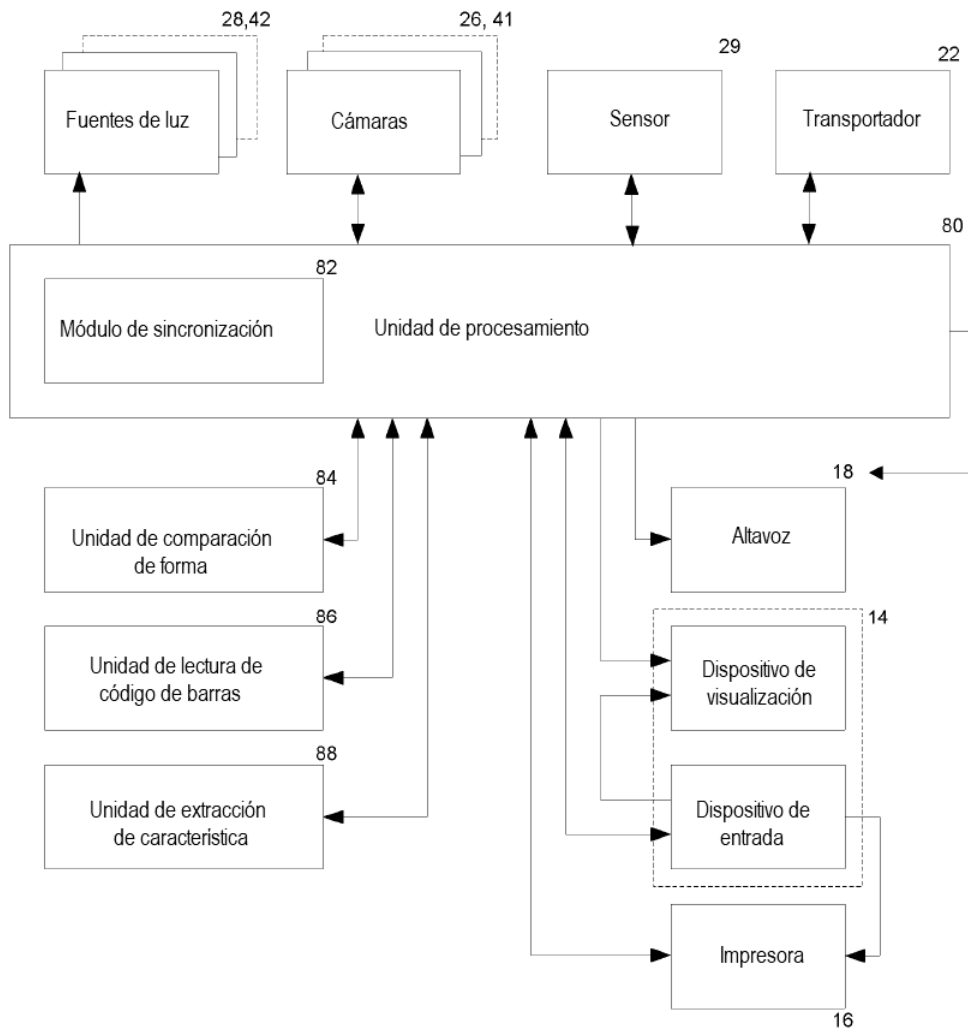 28,42
26, 41
29
22
Fuentes de luz
Cámaras
Sensor
Transportador
80
82
Módulo de sincronización
Unidad de procesamiento
84
18
Unidad de comparación
de forma
Altavoz
86
14
Unidad de lectura de
código de barras
Dispositivo de
visualización
88
Unidad de extracción
de característica
Dispositivo de
entrada
Impresora
16